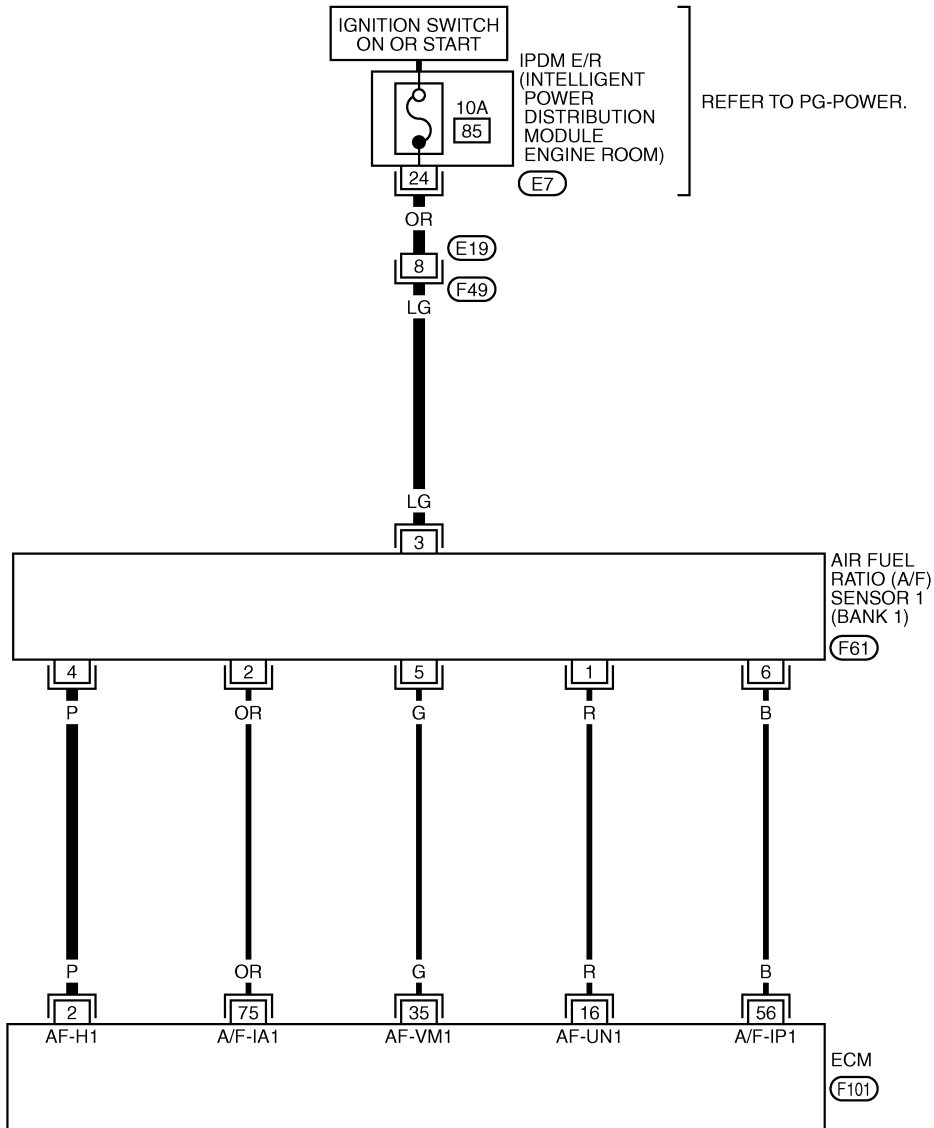 IGNITION SWITCH
ON OR START
IPDM E/R
(INTELLIGENT
POWER
DISTRIBUTION
MODULE
ENGINE ROOM)
REFER TO PG-POWER.
10A
85
24
E7
OR
E19
8
F49
LG
LG
3
AIR FUEL
RATIO (A/F)
SENSOR 1
(BANK 1)
F61
4 2 5 1 6
P OR G R B
P OR G R B
2 75 35 16 56
AF-H1 A/F-IA1 AF-VM1 AF-UN1 A/F-IP1
ECM
F101